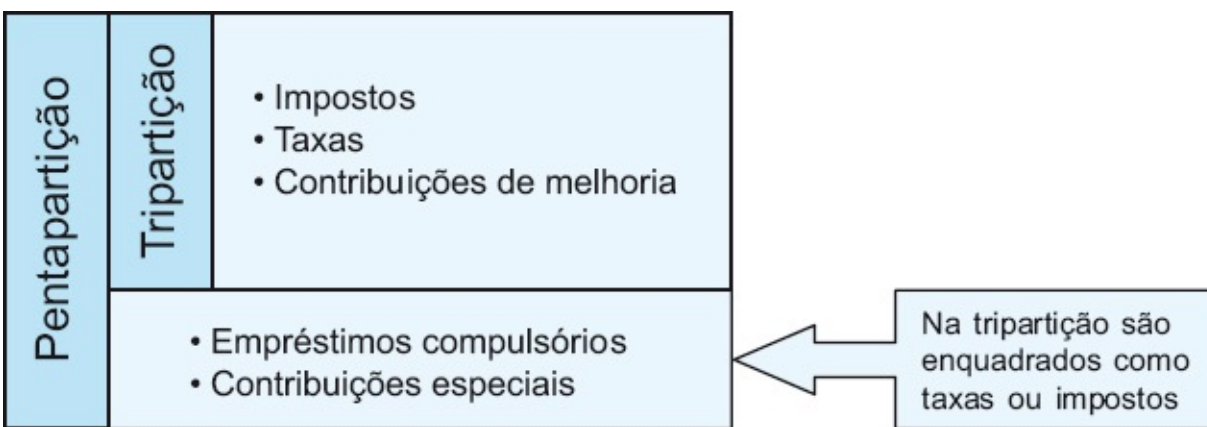 Pentapartição
Tripartição
• Impostos
• Taxas
• Contribuições de melhoria
• Empréstimos compulsórios
• Contribuições especiais
Na tripartição são
enquadrados como
taxas ou impostos